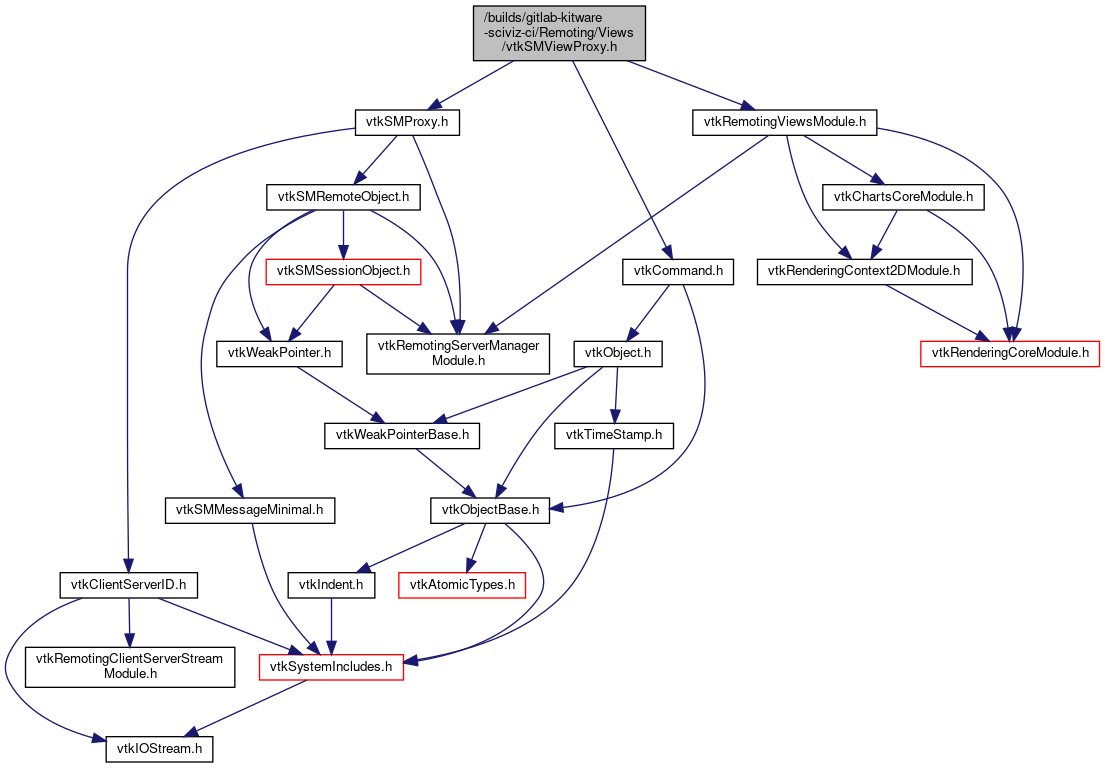 /builds/gitlab-kitware
-sciviz-ci/Remoting/Views
/vtkSMViewProxy.h
vtkSMProxy.h
vtkRemotingViewsModule.h
vtkSMRemoteObject.h
vtkChartsCoreModule.h
vtkSMSessionObject.h
vtkCommand.h
vtkRenderingContext2DModule.h
vtkWeakPointer.h
vtkRemotingServerManager
Module.h
vtkObject.h
vtkRenderingCoreModule.h
vtkWeakPointerBase.h
vtkTimeStamp.h
vtkSMMessageMinimal.h
vtkObjectBase.h
vtkClientServerID.h
vtkIndent.h
vtkAtomicTypes.h
vtkRemotingClientServerStream
Module.h
vtkSystemIncludes.h
vtkIOStream.h